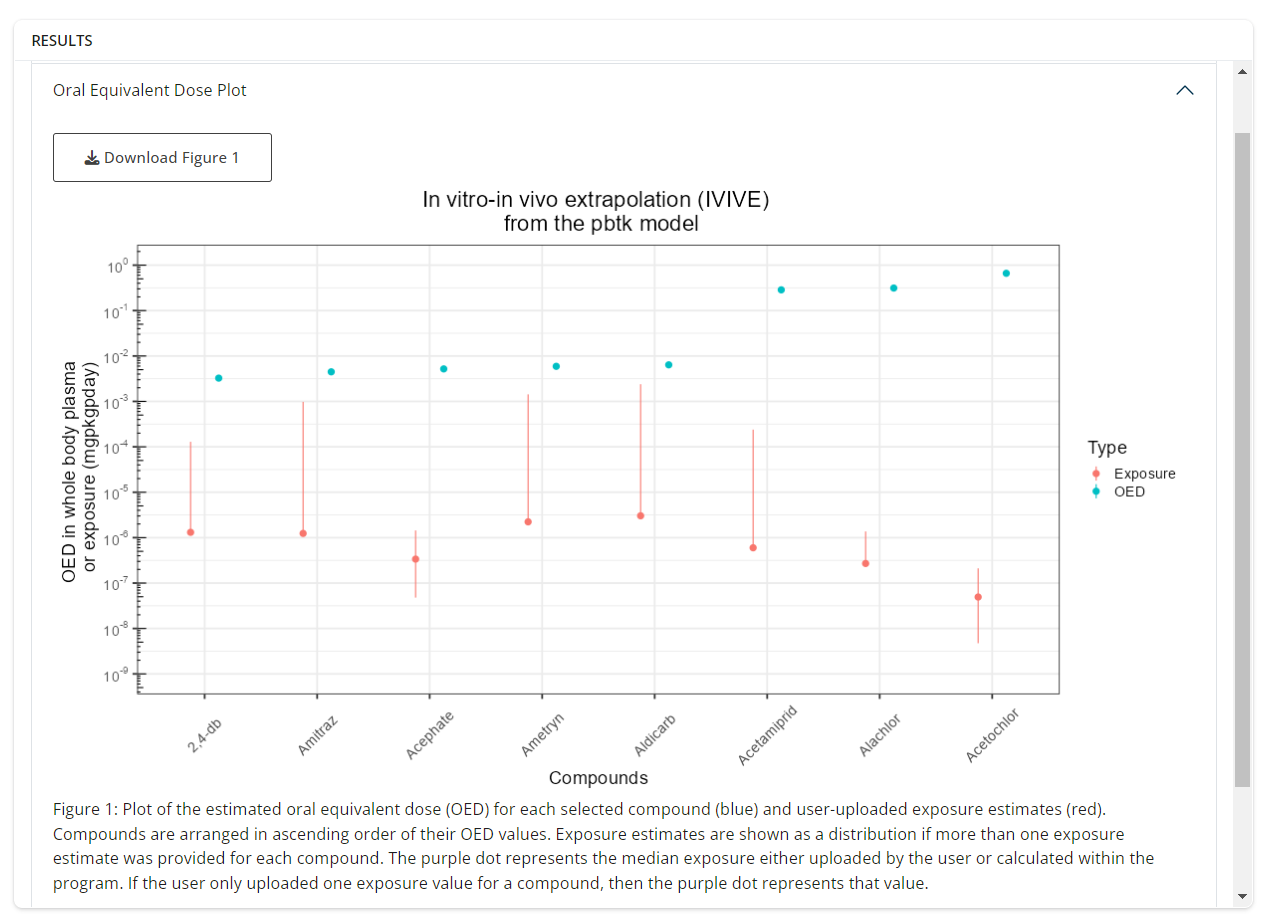 RESULTS
Oral Equivalent Dose Plot
Download Figure 1
In vitro-in vivo extrapolation (IVIVE)
from the pbtk model
OED in whole body plasma
or exposure (mgpkgpday)
10⁰
10⁻¹
10⁻²
10⁻³
10⁻⁴
10⁻⁵
10⁻⁶
10⁻⁷
10⁻⁸
10⁻⁹
2,4-db
Amitraz
Acephate
Ametryn
Aldicarb
Acetamiprid
Alachlor
Acetochlor
Compounds
Type
Exposure
OED
Figure 1: Plot of the estimated oral equivalent dose (OED) for each selected compound (blue) and user-uploaded exposure estimates (red).
Compounds are arranged in ascending order of their OED values. Exposure estimates are shown as a distribution if more than one exposure
estimate was provided for each compound. The purple dot represents the median exposure either uploaded by the user or calculated within the
program. If the user only uploaded one exposure value for a compound, then the purple dot represents that value.